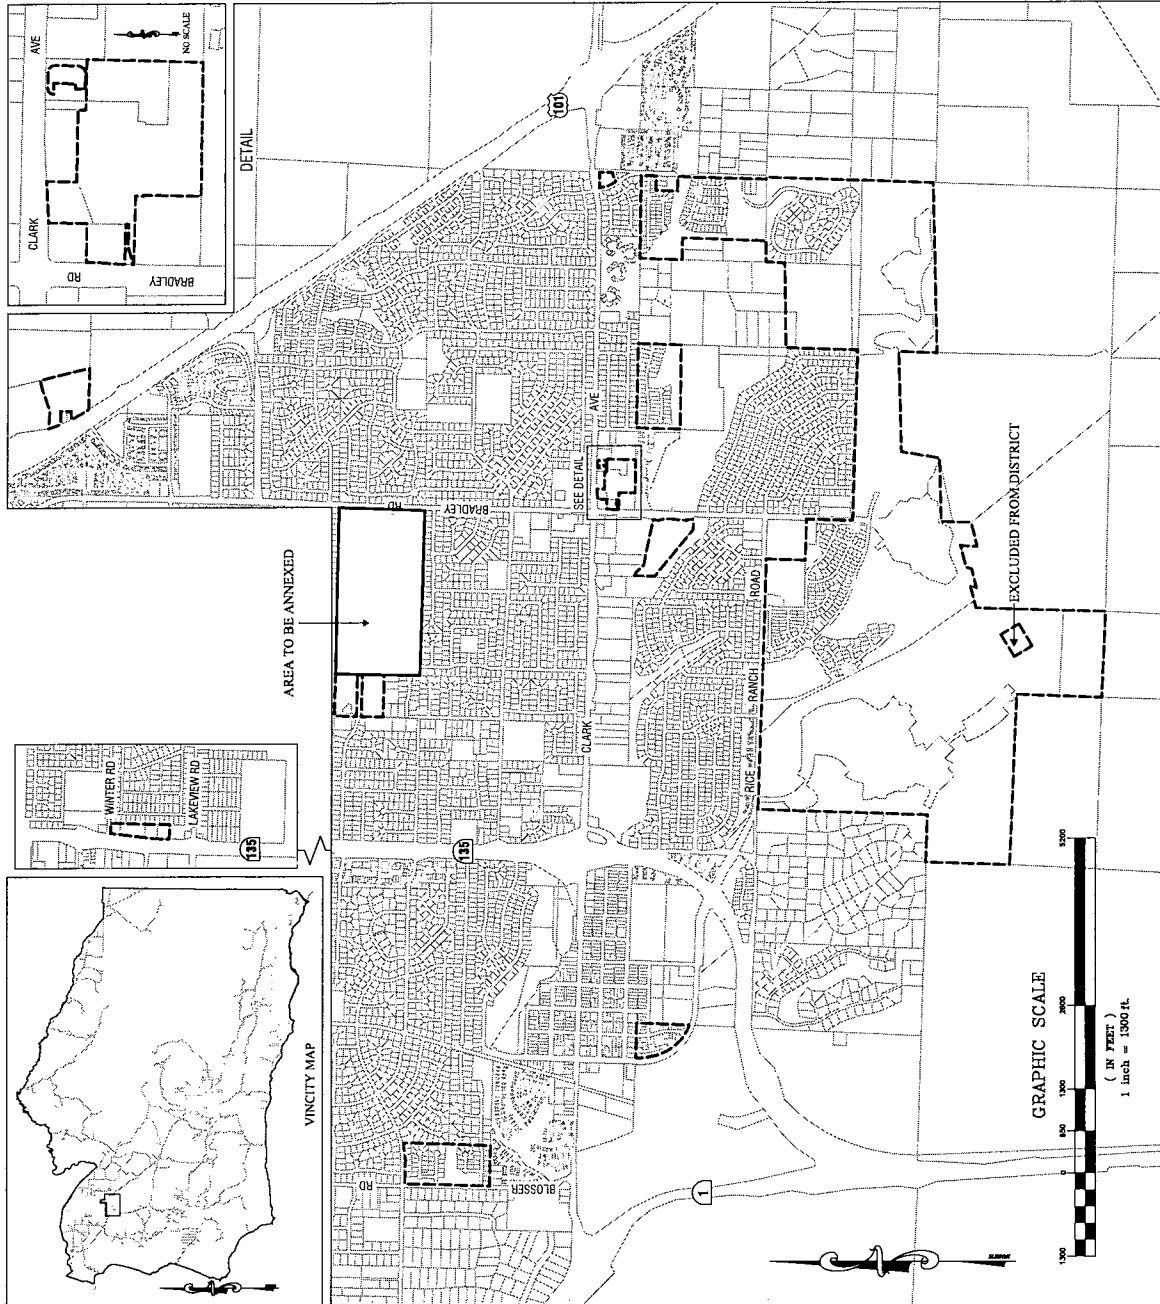 AVE
NO SCALE
CLARK
RD
BRADLEY
DETAIL
101
AVE
SEE DETAIL
RD
BRADLEY
AREA TO BE ANNEXED
EXCLUDED FROM DISTRICT
CLARK
RICE RANCH ROAD
WINTER RD
LAKEVIEW RD
135
135
VINCITY MAP
RD
BLOSSER
1
GRAPHIC SCALE
1300 0 650 1300 2600 5200
( IN FEET )
1 inch = 1300 ft.